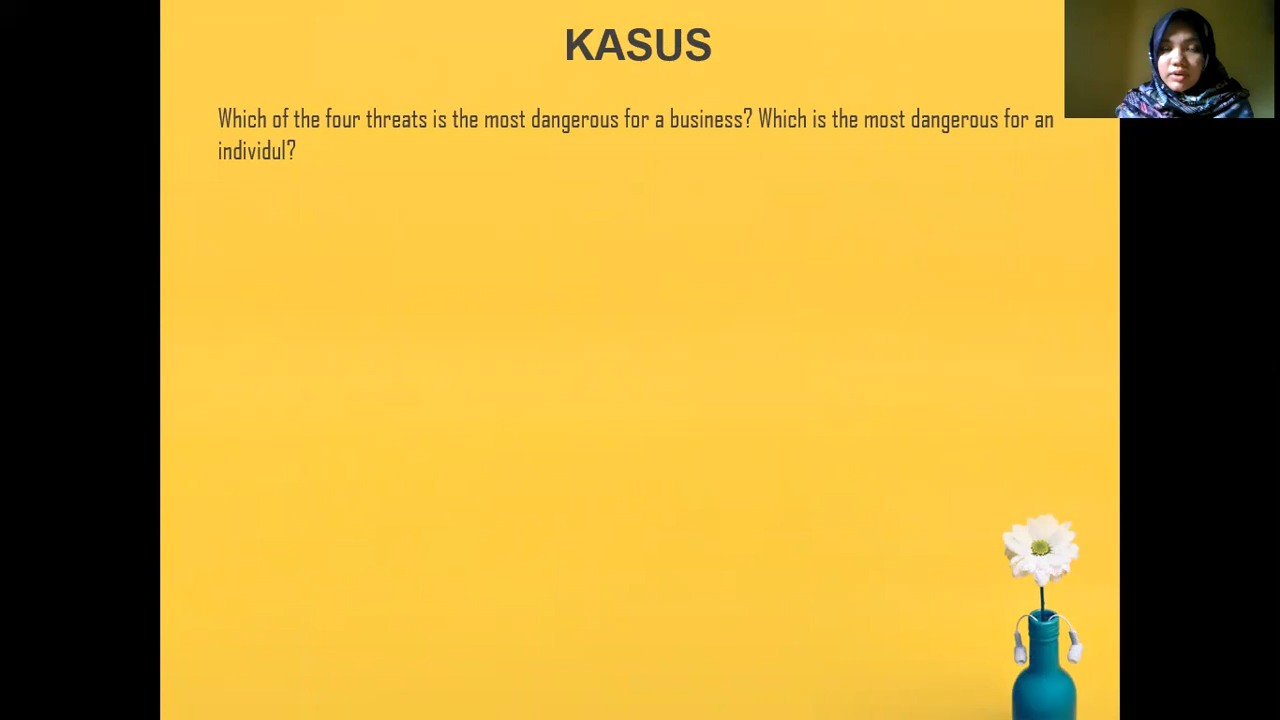 KASUS
Which of the four threats is the most dangerous for a business? Which is the most dangerous for an
individul?